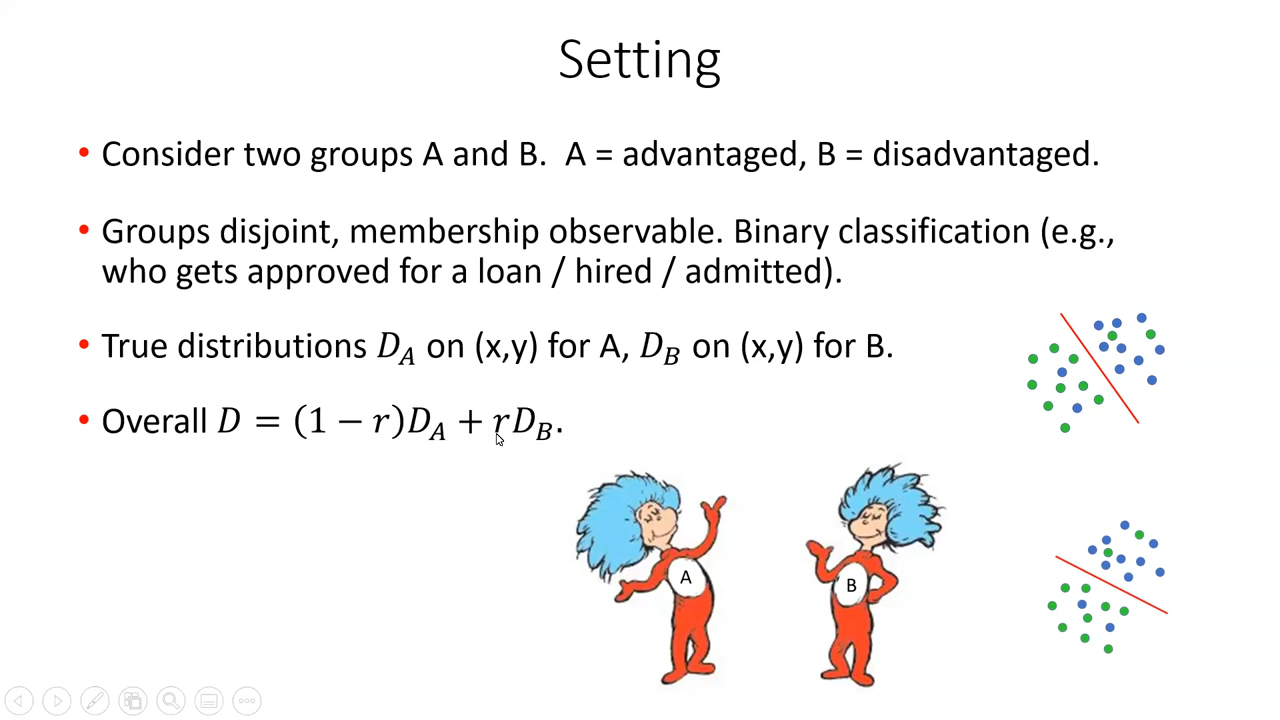 Setting
• Consider two groups A and B.  A = advantaged, B = disadvantaged.
• Groups disjoint, membership observable. Binary classification (e.g.,
who gets approved for a loan / hired / admitted).
• True distributions D_A on (x,y) for A, D_B on (x,y) for B.
• Overall D = (1 − r)D_A + rD_B.
A
B